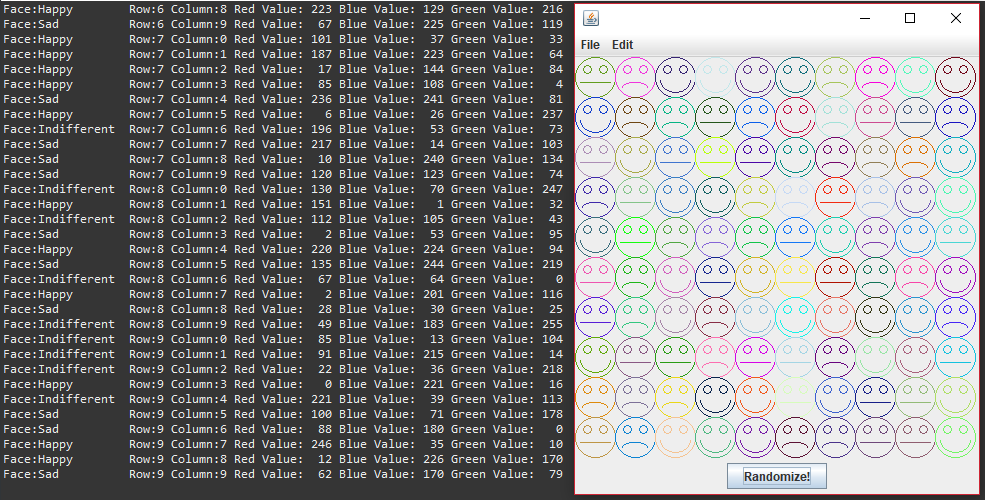 Face:Happy Row:6 Column:8 Red Value: 223 Blue Value: 129 Green Value: 216
Face:Sad Row:6 Column:9 Red Value: 67 Blue Value: 225 Green Value: 119
Face:Happy Row:7 Column:0 Red Value: 101 Blue Value: 37 Green Value: 33
Face:Happy Row:7 Column:1 Red Value: 187 Blue Value: 223 Green Value: 64
Face:Happy Row:7 Column:2 Red Value: 17 Blue Value: 144 Green Value: 84
Face:Happy Row:7 Column:3 Red Value: 85 Blue Value: 108 Green Value: 4
Face:Sad Row:7 Column:4 Red Value: 236 Blue Value: 241 Green Value: 81
Face:Happy Row:7 Column:5 Red Value: 6 Blue Value: 26 Green Value: 237
Face:Indifferent Row:7 Column:6 Red Value: 196 Blue Value: 53 Green Value: 73
Face:Sad Row:7 Column:7 Red Value: 217 Blue Value: 14 Green Value: 103
Face:Sad Row:7 Column:8 Red Value: 10 Blue Value: 240 Green Value: 134
Face:Sad Row:7 Column:9 Red Value: 120 Blue Value: 123 Green Value: 74
Face:Indifferent Row:8 Column:0 Red Value: 130 Blue Value: 70 Green Value: 247
Face:Happy Row:8 Column:1 Red Value: 151 Blue Value: 1 Green Value: 32
Face:Indifferent Row:8 Column:2 Red Value: 112 Blue Value: 105 Green Value: 43
Face:Sad Row:8 Column:3 Red Value: 2 Blue Value: 53 Green Value: 95
Face:Happy Row:8 Column:4 Red Value: 220 Blue Value: 224 Green Value: 94
Face:Sad Row:8 Column:5 Red Value: 135 Blue Value: 244 Green Value: 219
Face:Indifferent Row:8 Column:6 Red Value: 67 Blue Value: 64 Green Value: 0
Face:Happy Row:8 Column:7 Red Value: 2 Blue Value: 201 Green Value: 116
Face:Sad Row:8 Column:8 Red Value: 28 Blue Value: 30 Green Value: 25
Face:Indifferent Row:8 Column:9 Red Value: 49 Blue Value: 183 Green Value: 255
Face:Indifferent Row:9 Column:0 Red Value: 85 Blue Value: 13 Green Value: 104
Face:Indifferent Row:9 Column:1 Red Value: 91 Blue Value: 215 Green Value: 14
Face:Indifferent Row:9 Column:2 Red Value: 22 Blue Value: 36 Green Value: 218
Face:Happy Row:9 Column:3 Red Value: 0 Blue Value: 221 Green Value: 16
Face:Indifferent Row:9 Column:4 Red Value: 221 Blue Value: 39 Green Value: 113
Face:Sad Row:9 Column:5 Red Value: 100 Blue Value: 71 Green Value: 178
Face:Sad Row:9 Column:6 Red Value: 88 Blue Value: 180 Green Value: 0
Face:Happy Row:9 Column:7 Red Value: 246 Blue Value: 35 Green Value: 10
Face:Happy Row:9 Column:8 Red Value: 12 Blue Value: 226 Green Value: 170
Face:Sad Row:9 Column:9 Red Value: 62 Blue Value: 170 Green Value: 79
File Edit
Randomize!